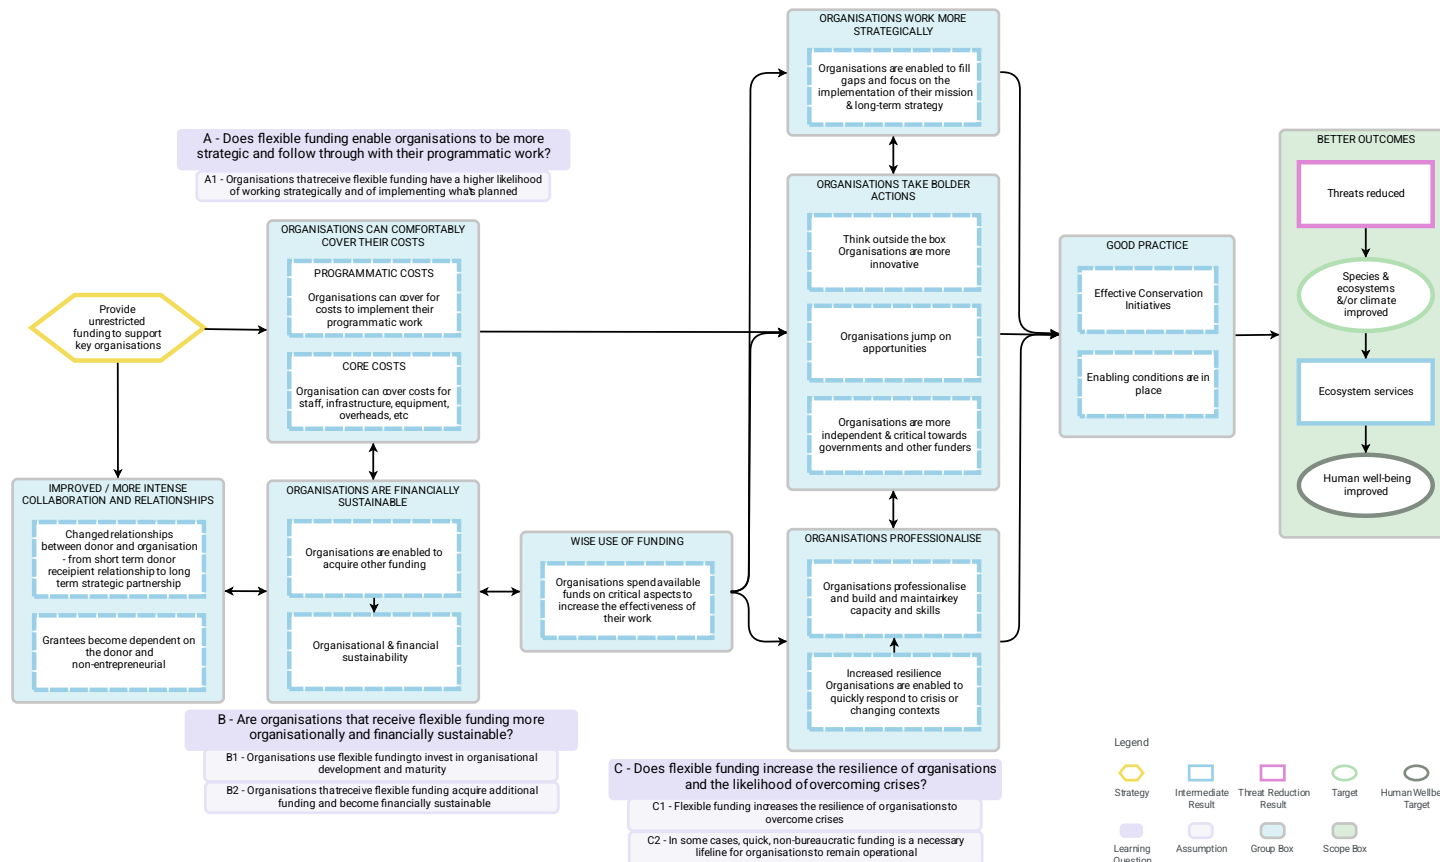 ORGANISATIONS WORK MORE
STRATEGICALLY
Organisations are enabled to fill
gaps and focus on the
implementation of their mission
& long-term strategy
A - Does flexible funding enable organisations to be more
strategic and follow through with their programmatic work?
A1 - Organisations thatreceive flexible funding have a higher likelihood
of working strategically and of implementing what's planned
ORGANISATIONS CAN COMFORTABLY
COVER THEIR COSTS
PROGRAMMATIC COSTS
Organisations can cover for
costs to implement their
programmatic work
CORE COSTS
Organisation can cover costs for
staff, infrastructure, equipment,
overheads, etc
Provide
unrestricted
funding to support
key organisations
ORGANISATIONS TAKE BOLDER
ACTIONS
Think outside the box
Organisations are more
innovative
Organisations jump on
apportunities
Organisations are more
independent & critical towards
governments and other funders
GOOD PRACTICE
Effective Conservation
Initiatives
Enabling conditions are in
place
BETTER OUTCOMES
Threats reduced
Species &
ecosystems
&/or climate
improved
Ecosystem services
Human well-being
improved
IMPROVED / MORE INTENSE
COLLABORATION AND RELATIONSHIPS
Changed relationships
between donor and organisation
- from short term donor
receipient relationship to long
term strategic partnership
Grantees become dependent on
the donor and
non-entrepreneurial
ORGANISATIONS ARE FINANCIALLY
SUSTAINABLE
Organisations are enabled to
acquire other funding
Organisational & financial
sustainability
WISE USE OF FUNDING
Organisations spend available
funds on critical aspects to
increase the effectiveness of
their work
ORGANISATIONS PROFESSIONALISE
Organisations professionalise
and build and maintain key
capacity and skills
Increased resilience
Organisations are enabled to
quickly respond to crisis or
changing contexts
B - Are organisations that receive flexible funding more
organisationally and financially sustainable?
B1 - Organisations use flexible funding to invest in organisational
development and maturity
B2 - Organisations that receive flexible funding acquire additional
funding and become financially sustainable
C - Does flexible funding increase the resilience of organisations
and the likelihood of overcoming crises?
C1 - Flexible funding increases the resilience of organisations to
overcome crises
C2 - In some cases, quick, non-bureaucratic funding is a necessary
lifeline for organisations to remain operational
Legend
Strategy
Intermediate
Result
Threat Reduction
Result
Target
Human Wellbe
Target
Learning
Question
Assumption
Group Box
Scope Box